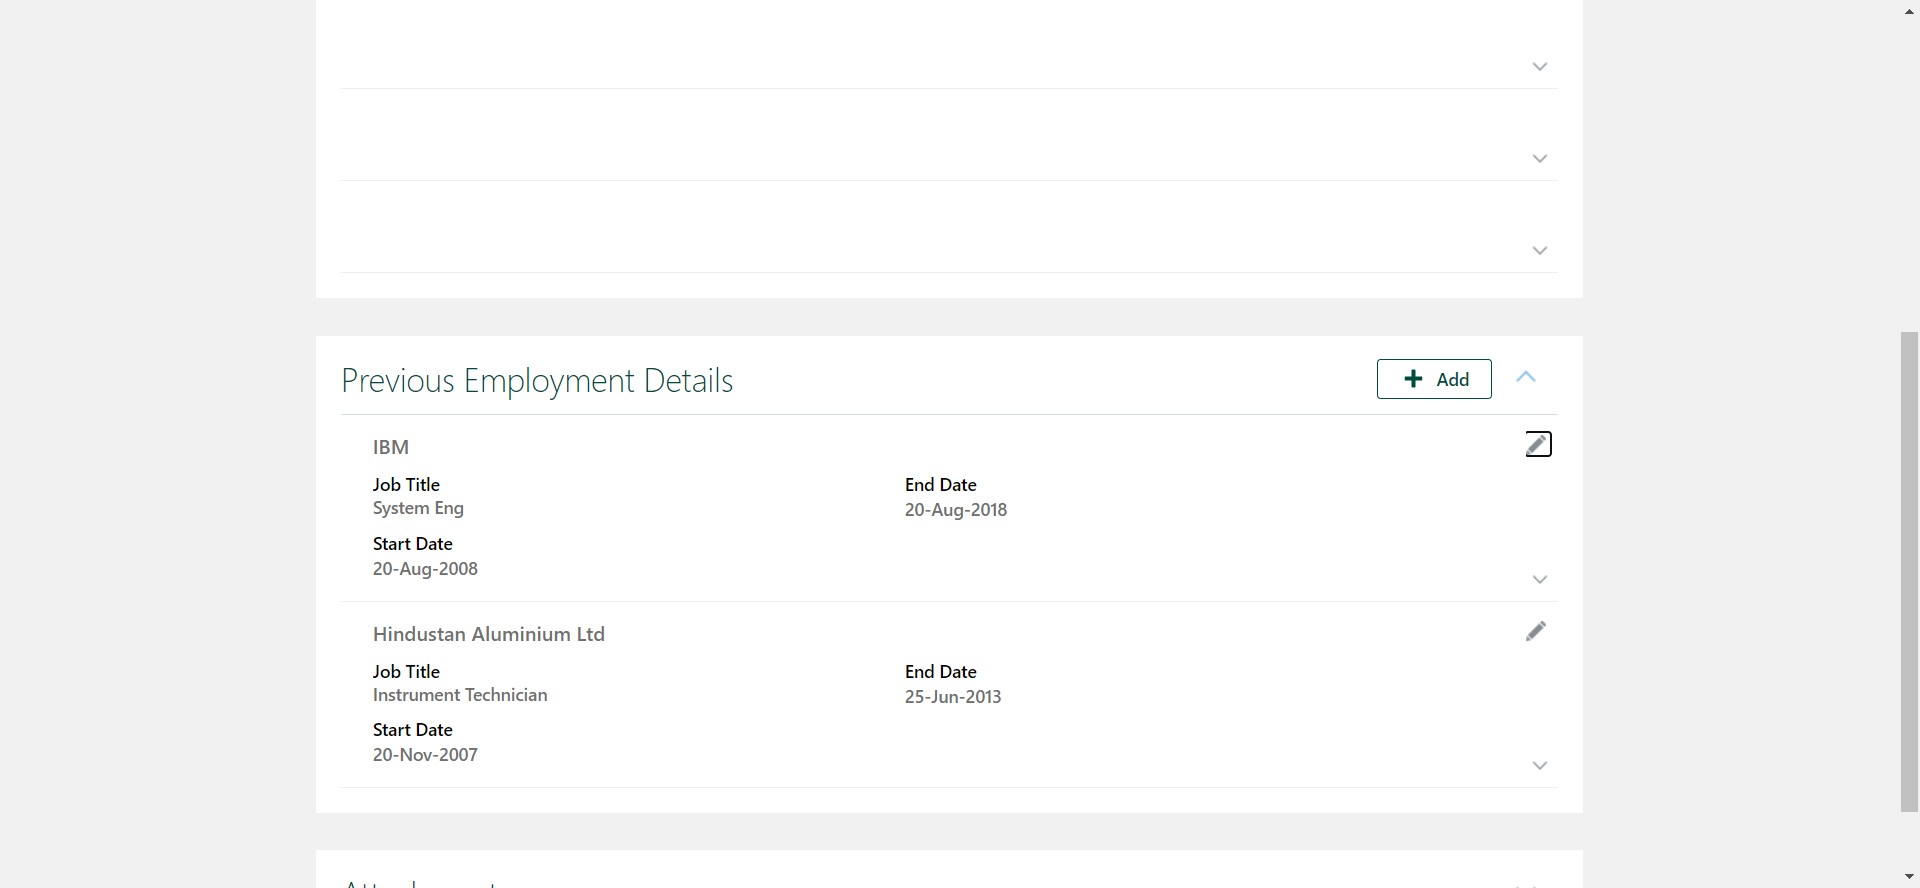 Previous Employment Details
Add
IBM
Job Title
System Eng
End Date
20-Aug-2018
Start Date
20-Aug-2008
Hindustan Aluminium Ltd
Job Title
Instrument Technician
End Date
25-Jun-2013
Start Date
20-Nov-2007